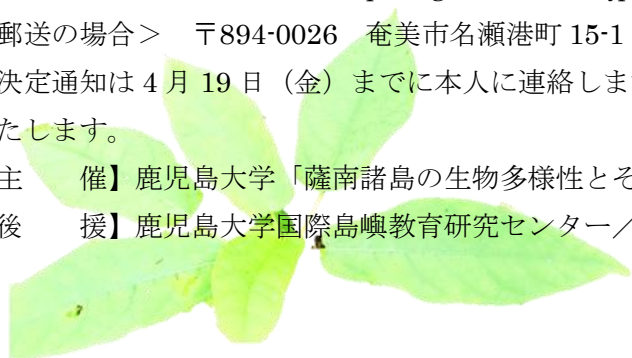 郵送の場合＞　〒894-0026　奄美市名瀬港町 15-1
決定通知は 4 月 19 日（金）までに本人に連絡しま
たします。
主　　催】鹿児島大学「薩南諸島の生物多様性とそ
後　　援】鹿児島大学国際島嶼教育研究センター／